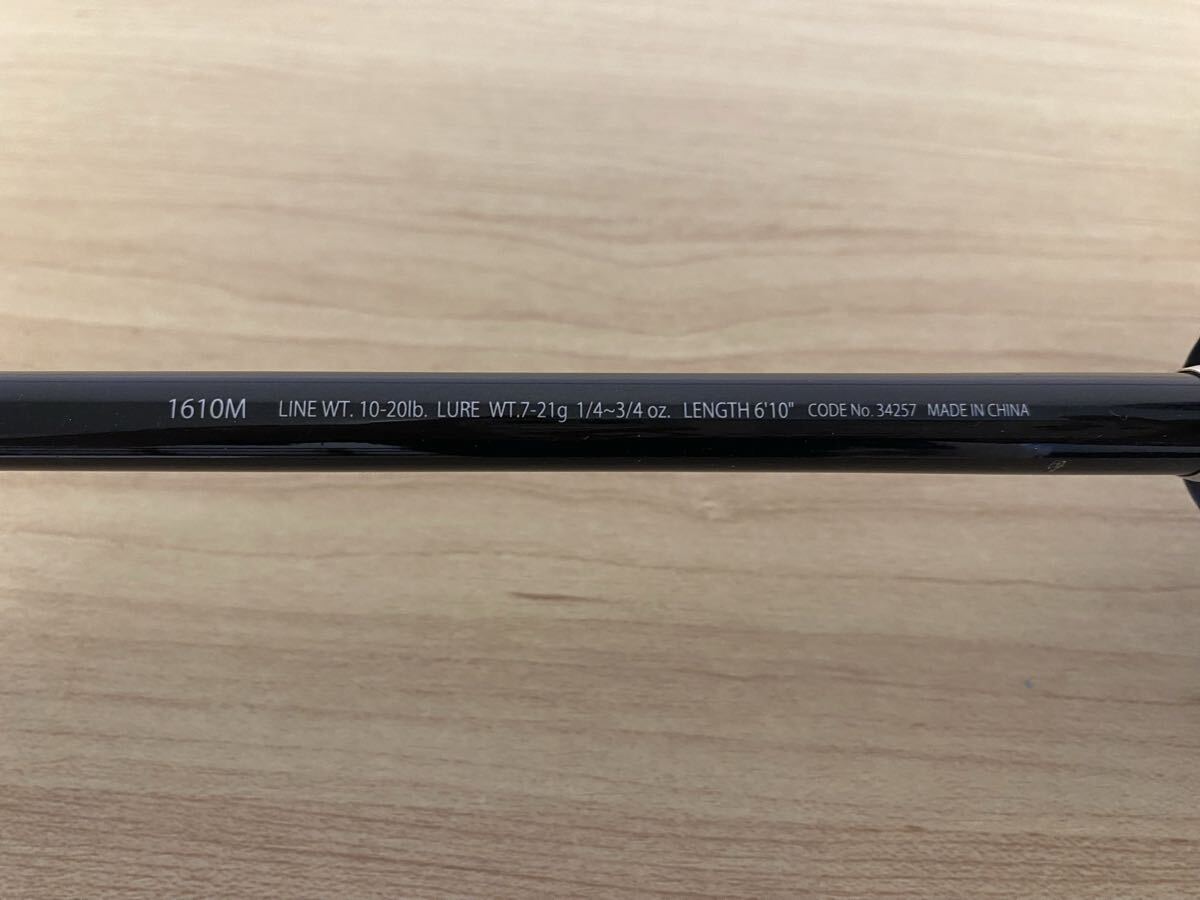 1610M LINE WT. 10-20lb. LURE WT.7-21g 1/4~3/4 oz. LENGTH 6'10" CODE No. 34257 MADE IN CHINA